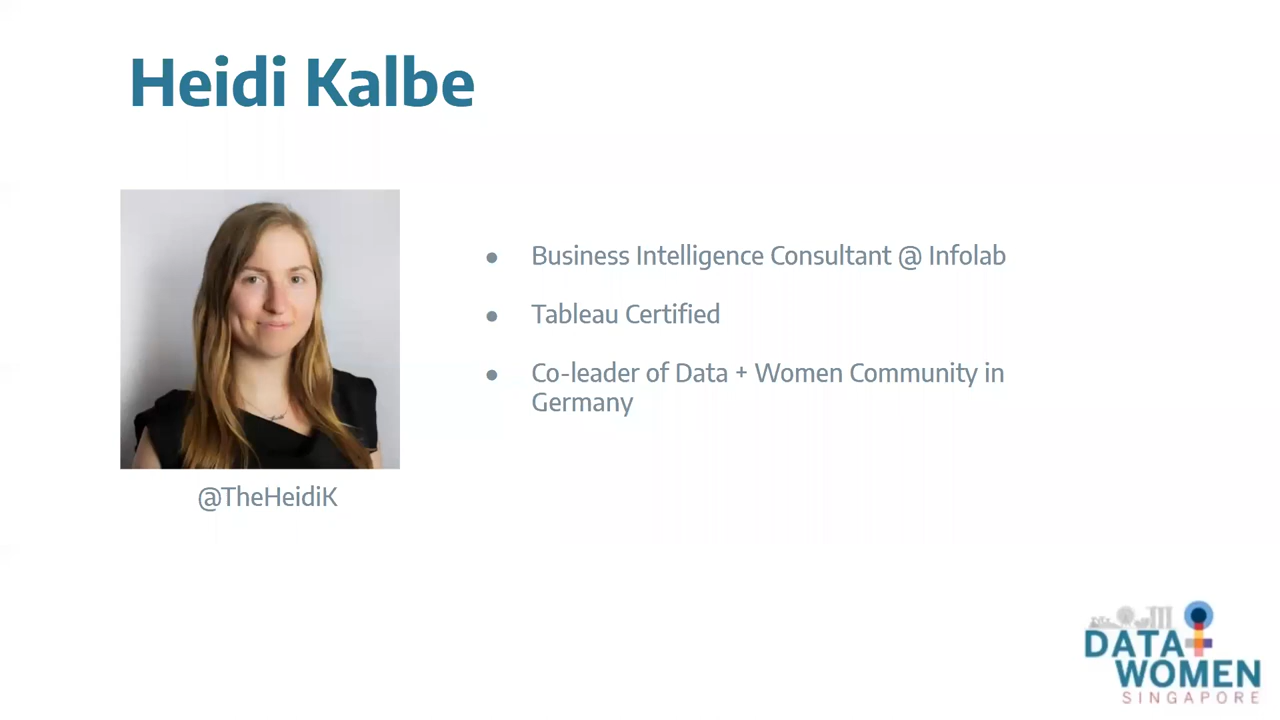 Heidi Kalbe
● Business Intelligence Consultant @ Infolab
● Tableau Certified
● Co-leader of Data + Women Community in
Germany
@TheHeidiK
DATA +
WOMEN
SINGAPORE